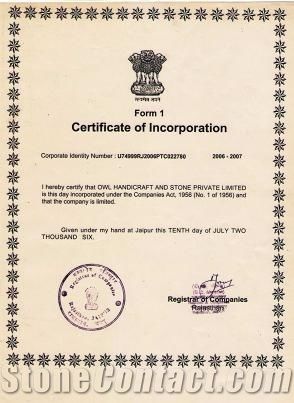 सत्यमेव जयते
Form 1
Certificate of Incorporation
Corporate Identity Number : U74999RJ2006PTC022780 2006 - 2007
I hereby certify that OWL HANDICRAFT AND STONE PRIVATE LIMITED
is this day incorporated under the Companies Act, 1956 (No. 1 of 1956) and
that the company is limited.
Given under my hand at Jaipur this TENTH day of JULY TWO
THOUSAND SIX.
Registrar of Companies
Rajasthan
StoneContact.com